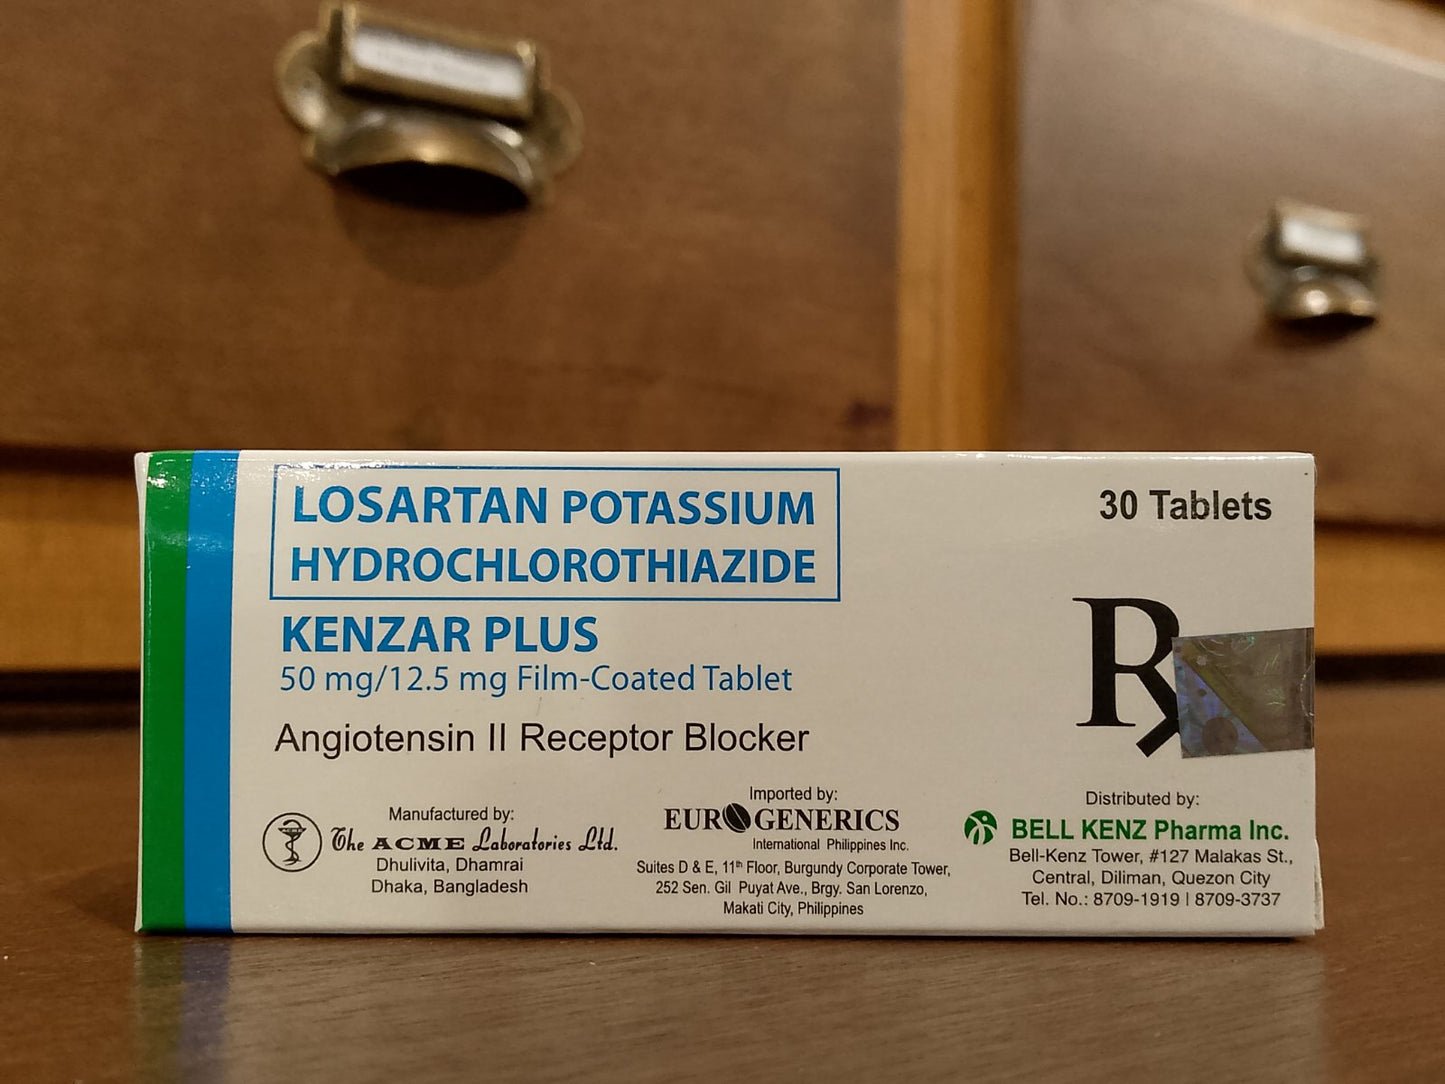 LOSARTAN POTASSIUM
HYDROCHLOROTHIAZIDE
KENZAR PLUS
50 mg/12.5 mg Film-Coated Tablet
Angiotensin II Receptor Blocker
30 Tablets
Rx
Manufactured by:
ACME
The ACME Laboratories Ltd.
Dhulivita, Dhamrai
Dhaka, Bangladesh
Imported by:
EUROGENERICS
International Philippines Inc.
Suites D & E, 11th Floor, Burgundy Corporate Tower,
252 Sen. Gil Puyat Ave., Brgy. San Lorenzo,
Makati City, Philippines
Distributed by:
BELL KENZ Pharma Inc.
Bell-Kenz Tower, #127 Malakas St.,
Central, Diliman, Quezon City
Tel. No.: 8709-1919 | 8709-3737